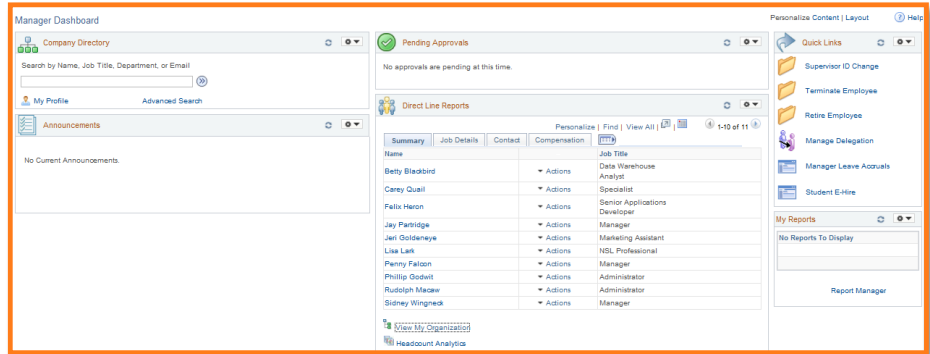 Manager Dashboard
Personalize Content | Layout
Help
Company Directory
Search by Name, Job Title, Department, or Email
My Profile Advanced Search
Announcements
No Current Announcements.
Pending Approvals
No approvals are pending at this time.
Direct Line Reports
Personalize | Find | View All | | 1-10 of 11
Summary Job Details Contact Compensation
Name Job Title
Betty Blackbird Actions Data Warehouse
Analyst
Carey Quail Actions Specialist
Felix Heron Actions Senior Applications
Developer
Jay Partridge Actions Manager
Jeri Goldeneye Actions Marketing Assistant
Lisa Lark Actions NSL Professional
Penny Falcon Actions Manager
Phillip Godwit Actions Administrator
Rudolph Macaw Actions Administrator
Sidney Wingneck Actions Manager
View My Organization
Headcount Analytics
Quick Links
Supervisor ID Change
Terminate Employee
Retire Employee
Manage Delegation
Manager Leave Accruals
Student E-Hire
My Reports
No Reports To Display
Report Manager